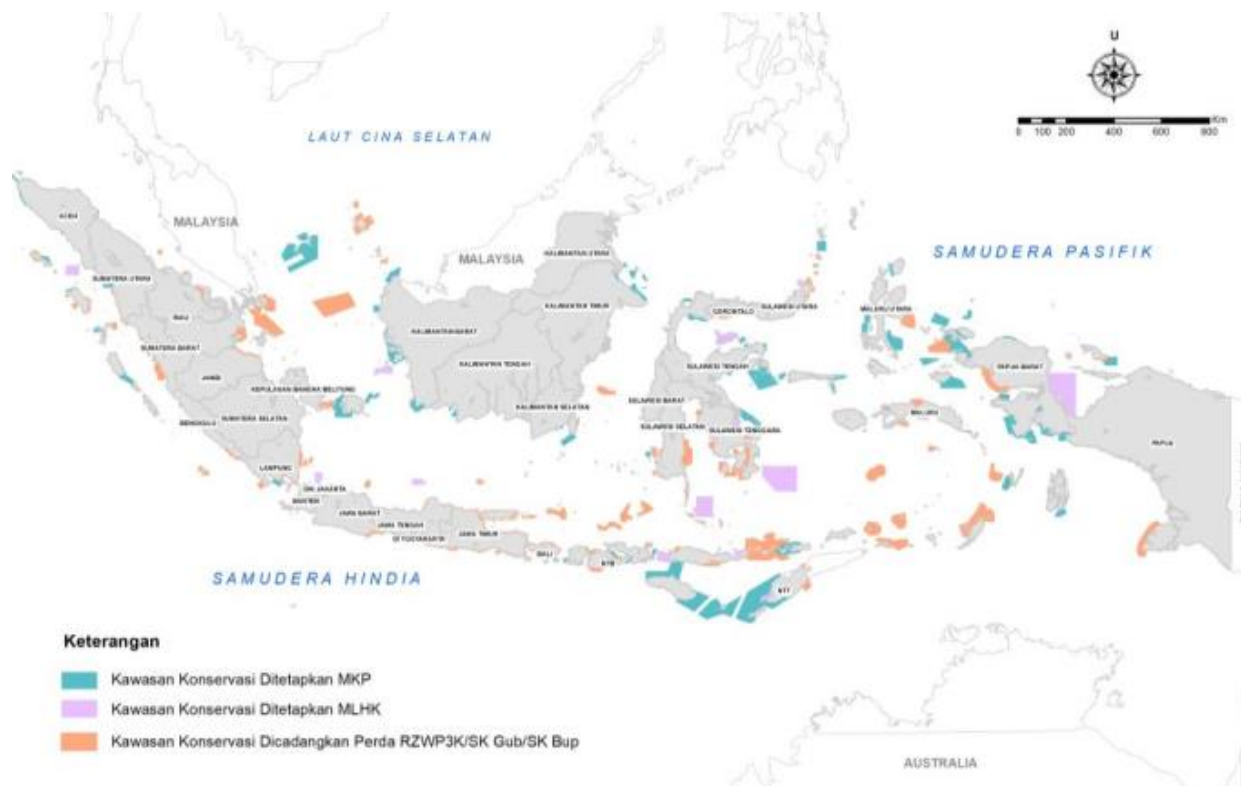 U
Km
0 100 200 400 600 800
LAUT CINA SELATAN
MALAYSIA
MALAYSIA
SAMUDERA PASIFIK
ACEH
SUMATERA UTARA
RIAU
SUMATERA BARAT
JAMBI
KEPULAUAN BANGKA BELITUNG
BENGKULU
SUMATERA SELATAN
LAMPUNG
KALIMANTAN UTARA
KALIMANTAN TIMUR
KALIMANTAN BARAT
KALIMANTAN TENGAH
KALIMANTAN SELATAN
GORONTALO
SULAWESI UTARA
SULAWESI TENGAH
SULAWESI BARAT
SULAWESI SELATAN
SULAWESI TENGGARA
MALUKU UTARA
MALUKU
PAPUA BARAT
PAPUA
DKI JAKARTA
BANTEN
JAWA BARAT
JAWA TENGAH
DI YOGYAKARTA
JAWA TIMUR
BALI
NTB
NTT
SAMUDERA HINDIA
Keterangan
Kawasan Konservasi Ditetapkan MKP
Kawasan Konservasi Ditetapkan MLHK
Kawasan Konservasi Dicadangkan Perda RZWP3K/SK Gub/SK Bup
AUSTRALIA